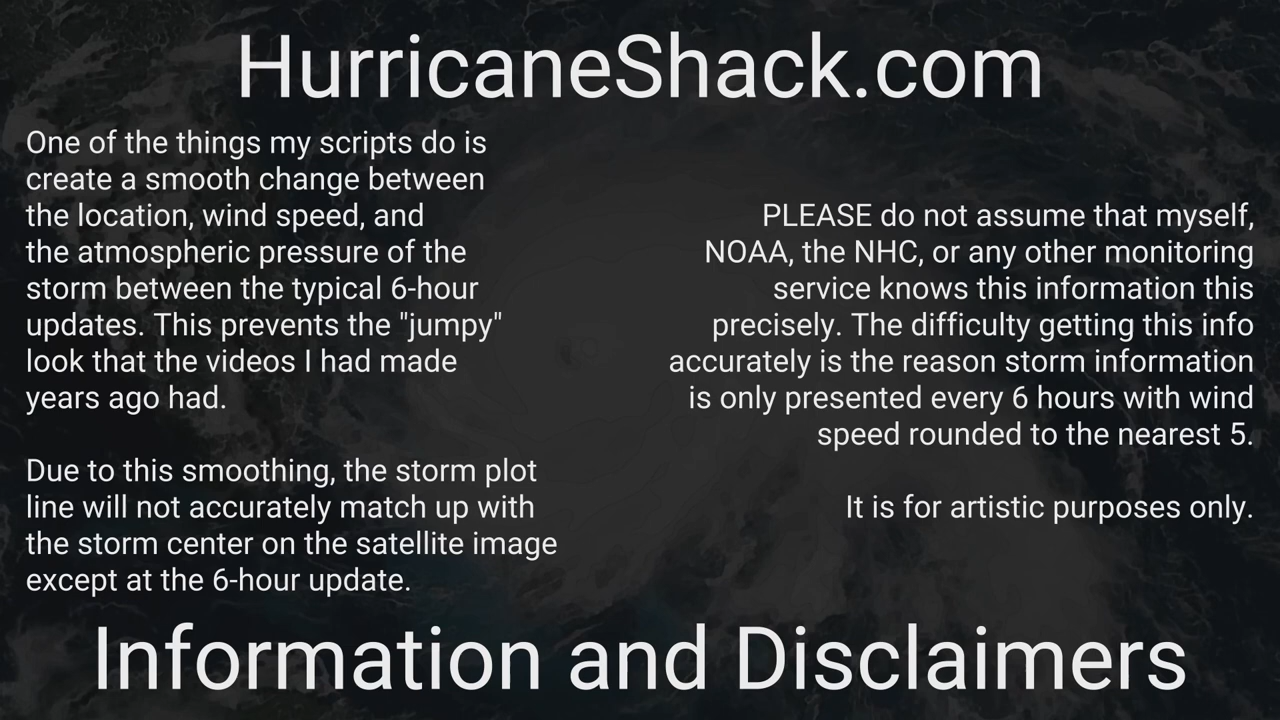 HurricaneShack.com
One of the things my scripts do is
create a smooth change between
the location, wind speed, and
the atmospheric pressure of the
storm between the typical 6-hour
updates. This prevents the "jumpy"
look that the videos I had made
years ago had.
Due to this smoothing, the storm plot
line will not accurately match up with
the storm center on the satellite image
except at the 6-hour update.
PLEASE do not assume that myself,
NOAA, the NHC, or any other monitoring
service knows this information this
precisely. The difficulty getting this info
accurately is the reason storm information
is only presented every 6 hours with wind
speed rounded to the nearest 5.
It is for artistic purposes only.
Information and Disclaimers